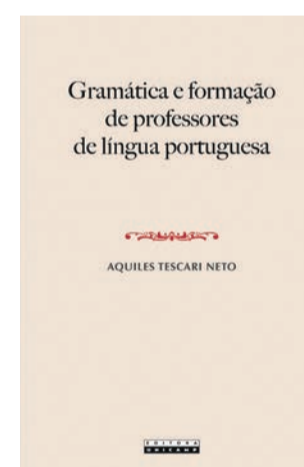 Gramática e formação
de professores
de língua portuguesa
AQUILES TESCARI NETO
EDITORA
UNICAMP